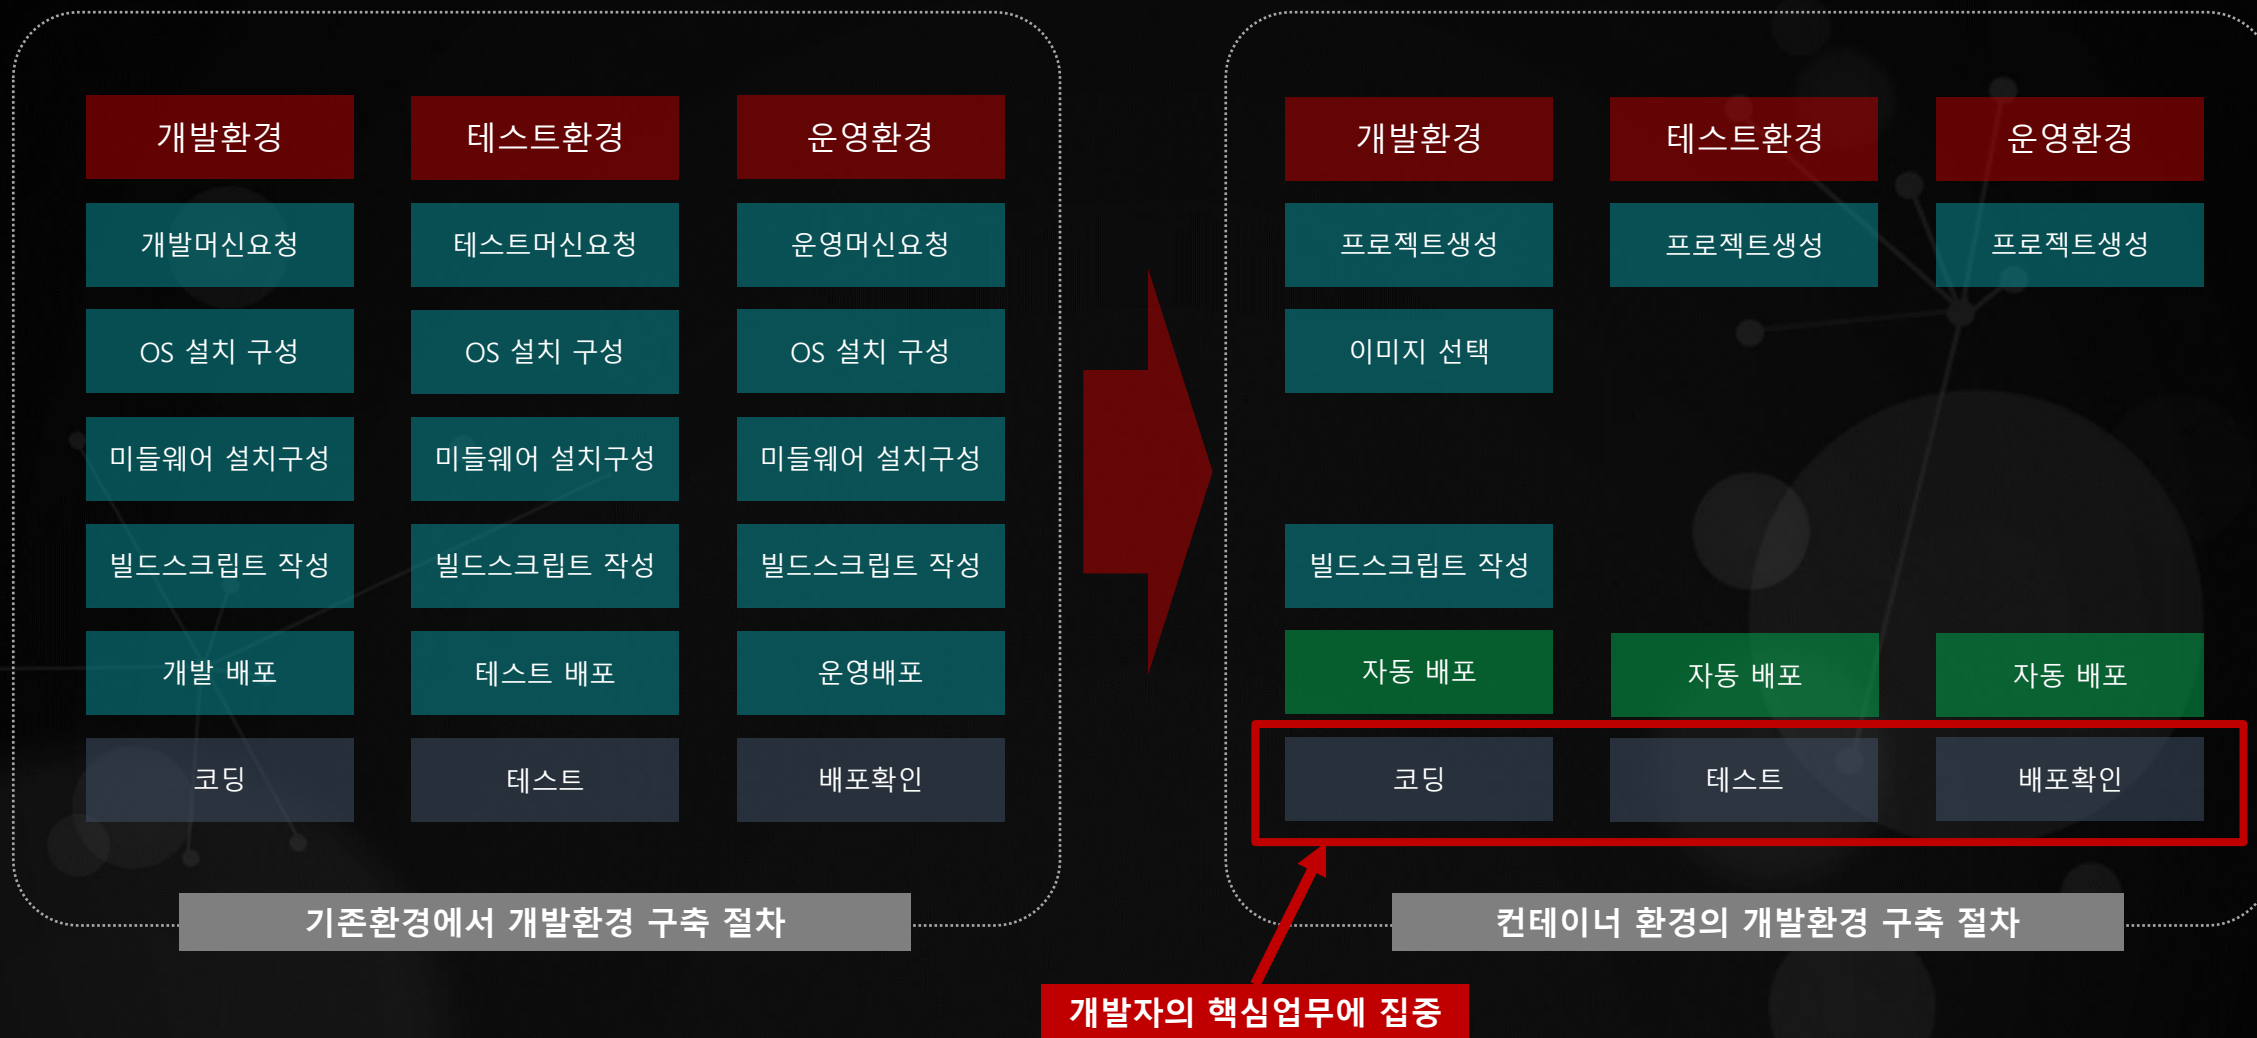 개발환경 테스트환경 운영환경
개발머신요청 테스트머신요청 운영머신요청
OS 설치 구성 OS 설치 구성 OS 설치 구성
미들웨어 설치구성 미들웨어 설치구성 미들웨어 설치구성
빌드스크립트 작성 빌드스크립트 작성 빌드스크립트 작성
개발 배포 테스트 배포 운영배포
코딩 테스트 배포확인
기존환경에서 개발환경 구축 절차
개발환경 테스트환경 운영환경
프로젝트생성 프로젝트생성 프로젝트생성
이미지 선택
빌드스크립트 작성
자동 배포 자동 배포 자동 배포
코딩 테스트 배포확인
컨테이너 환경의 개발환경 구축 절차
개발자의 핵심업무에 집중